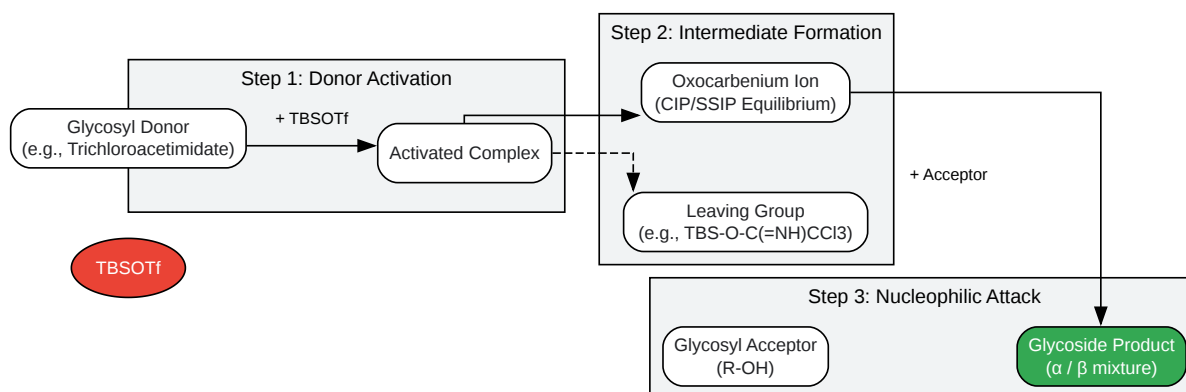 Step 1: Donor Activation
Glycosyl Donor
(e.g., Trichloroacetimidate)
+ TBSOTf
Activated Complex
TBSOTf
Step 2: Intermediate Formation
Oxocarbenium Ion
(CIP/SSIP Equilibrium)
Leaving Group
(e.g., TBS-O-C(=NH)CCl3)
+ Acceptor
Step 3: Nucleophilic Attack
Glycosyl Acceptor
(R-OH)
Glycoside Product
(α / β mixture)